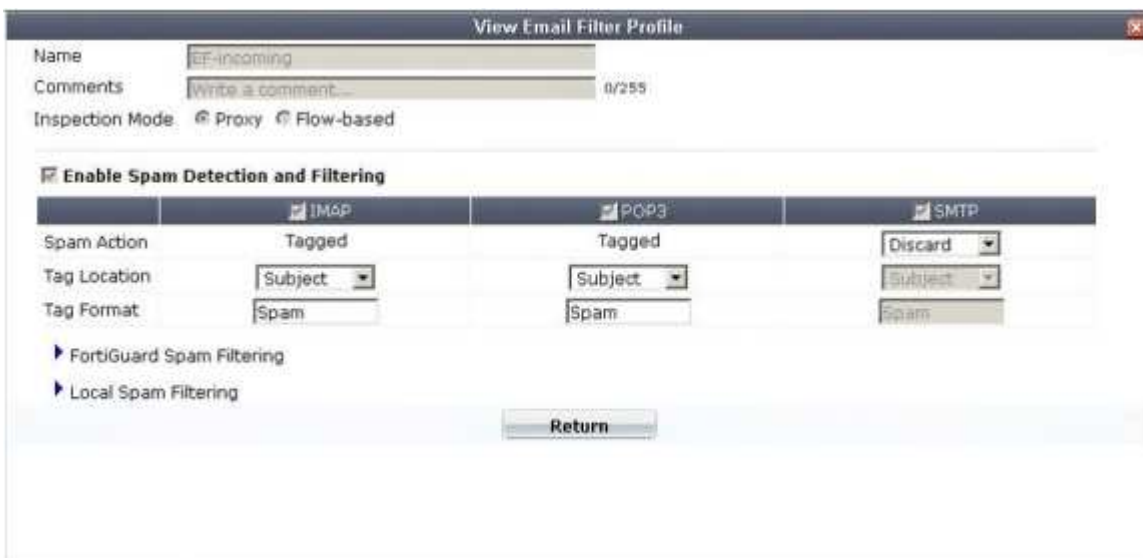 View Email Filter Profile
Name EF-incoming
Comments Write a comment... 0/255
Inspection Mode Proxy Flow-based
Enable Spam Detection and Filtering
IMAP POP3 SMTP
Spam Action Tagged Tagged Discard
Tag Location Subject Subject Subject
Tag Format Spam Spam Spam
FortiGuard Spam Filtering
Local Spam Filtering
Return